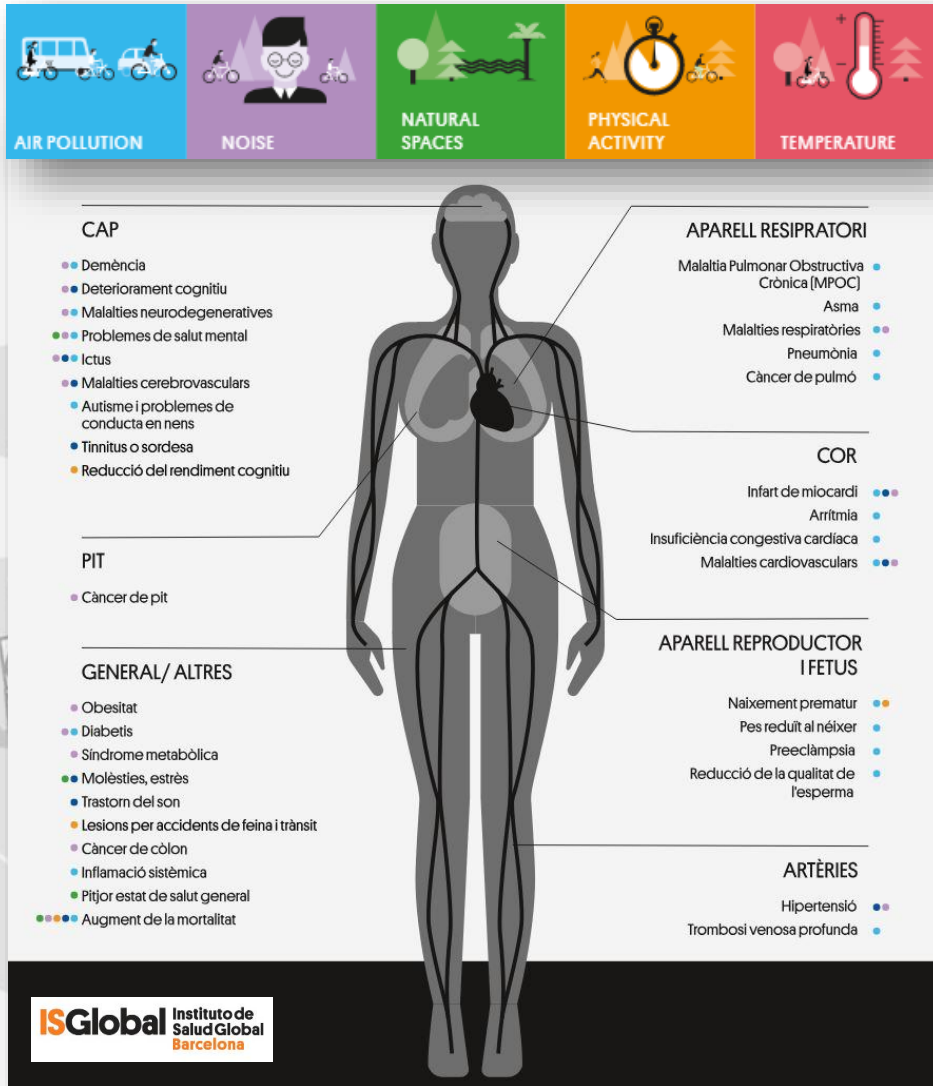 AIR POLLUTION
NOISE
NATURAL
SPACES
PHYSICAL
ACTIVITY
TEMPERATURE
CAP
Demència
Deteriorament cognitiu
Malalties neurodegeneratives
Problemes de salut mental
Ictus
Malalties cerebrovasculars
Autisme i problemes de
conducta en nens
Tinnitus o sordesa
Reducció del rendiment cognitiu
PIT
Càncer de pit
GENERAL/ ALTRES
Obesitat
Diabetis
Síndrome metabòlica
Molèsties, estrès
Trastorn del son
Lesions per accidents de feina i trànsit
Càncer de còlon
Inflamació sistèmica
Pitjor estat de salut general
Augment de la mortalitat
APARELL RESIPRATORI
Malaltia Pulmonar Obstructiva
Crònica (MPOC)
Asma
Malalties respiratòries
Pneumònia
Càncer de pulmó
COR
Infart de miocardi
Arrítmia
Insuficiència congestiva cardíaca
Malalties cardiovasculars
APARELL REPRODUCTOR
I FETUS
Naixement prematur
Pes reduït al néixer
Preeclàmpsia
Reducció de la qualitat de
l'esperma
ARTÈRIES
Hipertensió
Trombosi venosa profunda
ISGlobal
Instituto de
Salud Global
Barcelona